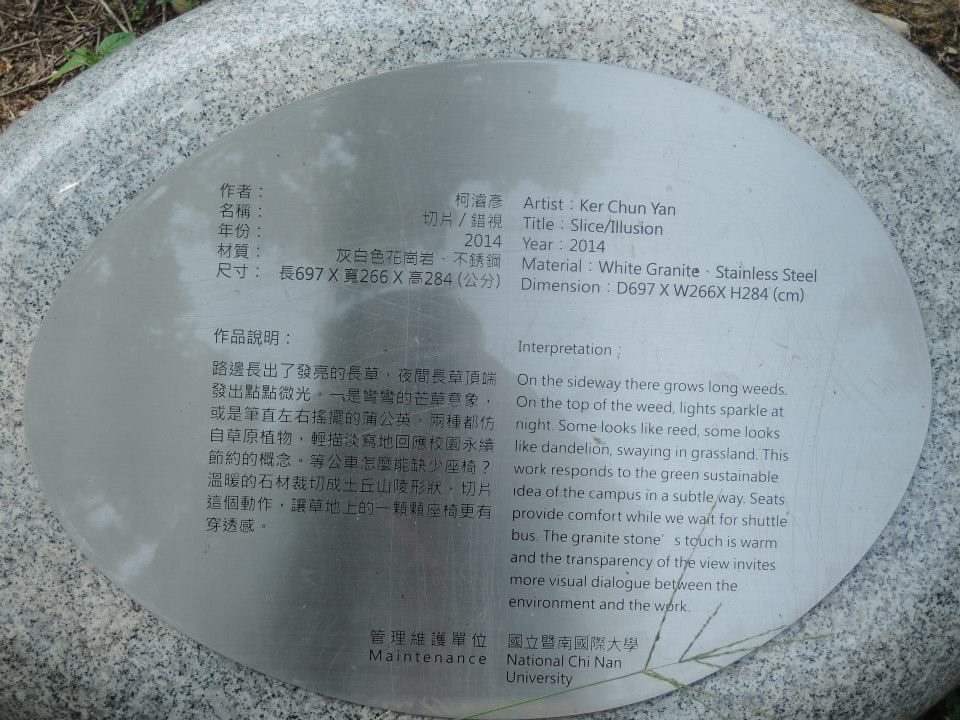 作者： 柯濬彥
名稱： 切片 / 錯視
年份： 2014
材質： 灰白色花崗岩、不銹鋼
尺寸： 長697 X 寬266 X 高284 (公分)
Artist：Ker Chun Yan
Title：Slice/Illusion
Year：2014
Material：White Granite、Stainless Steel
Dimension：D697 X W266X H284 (cm)
作品說明：
路邊長出了發亮的長草，夜間長草頂端
發出點點微光。一是彎彎的芒草意象，
或是筆直左右搖擺的蒲公英。兩種都仿
自草原植物，輕描淡寫地回應校園永續
節約的概念。等公車怎麼能缺少座椅？
溫暖的石材裁切成土丘山陵形狀，切片
這個動作，讓草地上的一顆顆座椅更有
穿透感。
Interpretation：
On the sideway there grows long weeds.
On the top of the weed, lights sparkle at
night. Some looks like reed, some looks
like dandelion, swaying in grassland. This
work responds to the green sustainable
idea of the campus in a subtle way. Seats
provide comfort while we wait for shuttle
bus. The granite stone’s touch is warm
and the transparency of the view invites
more visual dialogue between the
environment and the work.
管理維護單位 國立暨南國際大學
Maintenance National Chi Nan
University